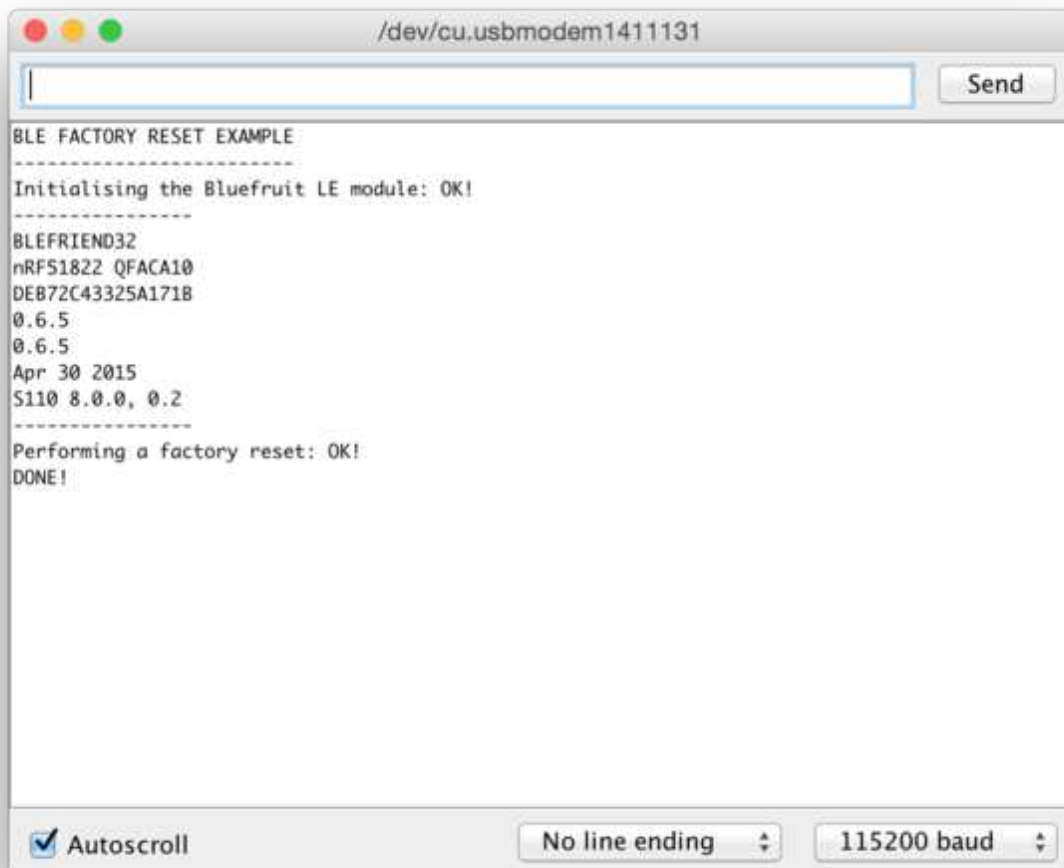 /dev/cu.usbmodem1411131
Send
BLE FACTORY RESET EXAMPLE
-------------------------
Initialising the Bluefruit LE module: OK!
----------------
BLEFRIEND32
nRF51822 QFACA10
DEB72C43325A171B
0.6.5
0.6.5
Apr 30 2015
S110 8.0.0, 0.2
----------------
Performing a factory reset: OK!
DONE!
Autoscroll
No line ending
115200 baud